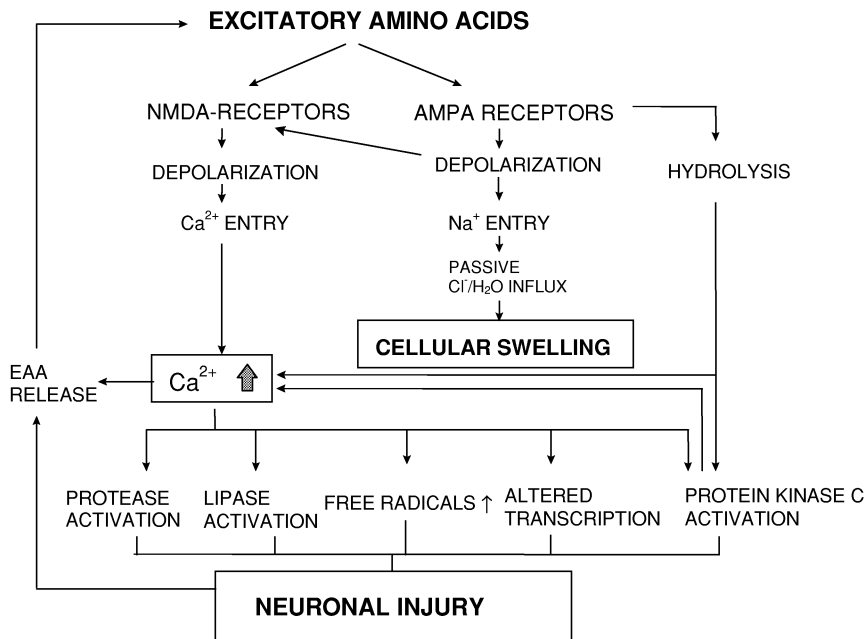 EXCITATORY AMINO ACIDS
NMDA-RECEPTORS
AMPA RECEPTORS
DEPOLARIZATION
DEPOLARIZATION
HYDROLYSIS
Ca²⁺ ENTRY
Na⁺ ENTRY
PASSIVE
Cl⁻/H₂O INFLUX
CELLULAR SWELLING
EAA
RELEASE
Ca²⁺
PROTEASE
ACTIVATION
LIPASE
ACTIVATION
FREE RADICALS ↑
ALTERED
TRANSCRIPTION
PROTEIN KINASE C
ACTIVATION
NEURONAL INJURY